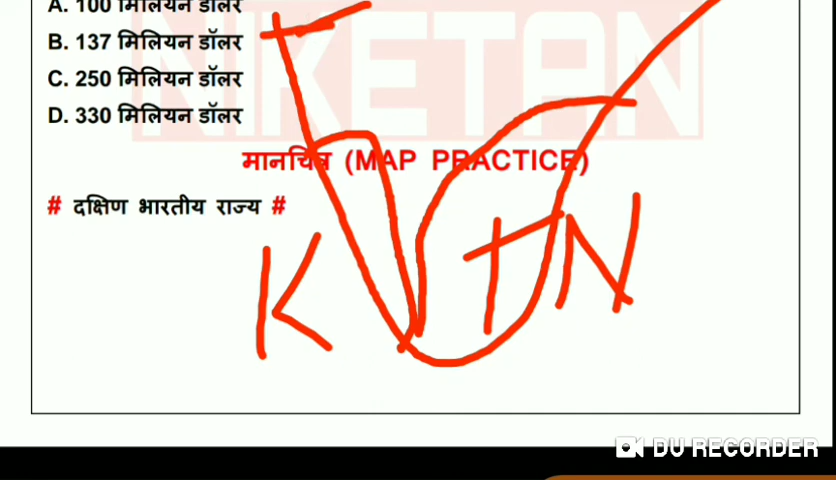 A. 100 मिलियन डॉलर
NIKETAN
B. 137 मिलियन डॉलर
C. 250 मिलियन डॉलर
D. 330 मिलियन डॉलर
मानचित्र (MAP PRACTICE)
# दक्षिण भारतीय राज्य #
K TN
DU RECORDER